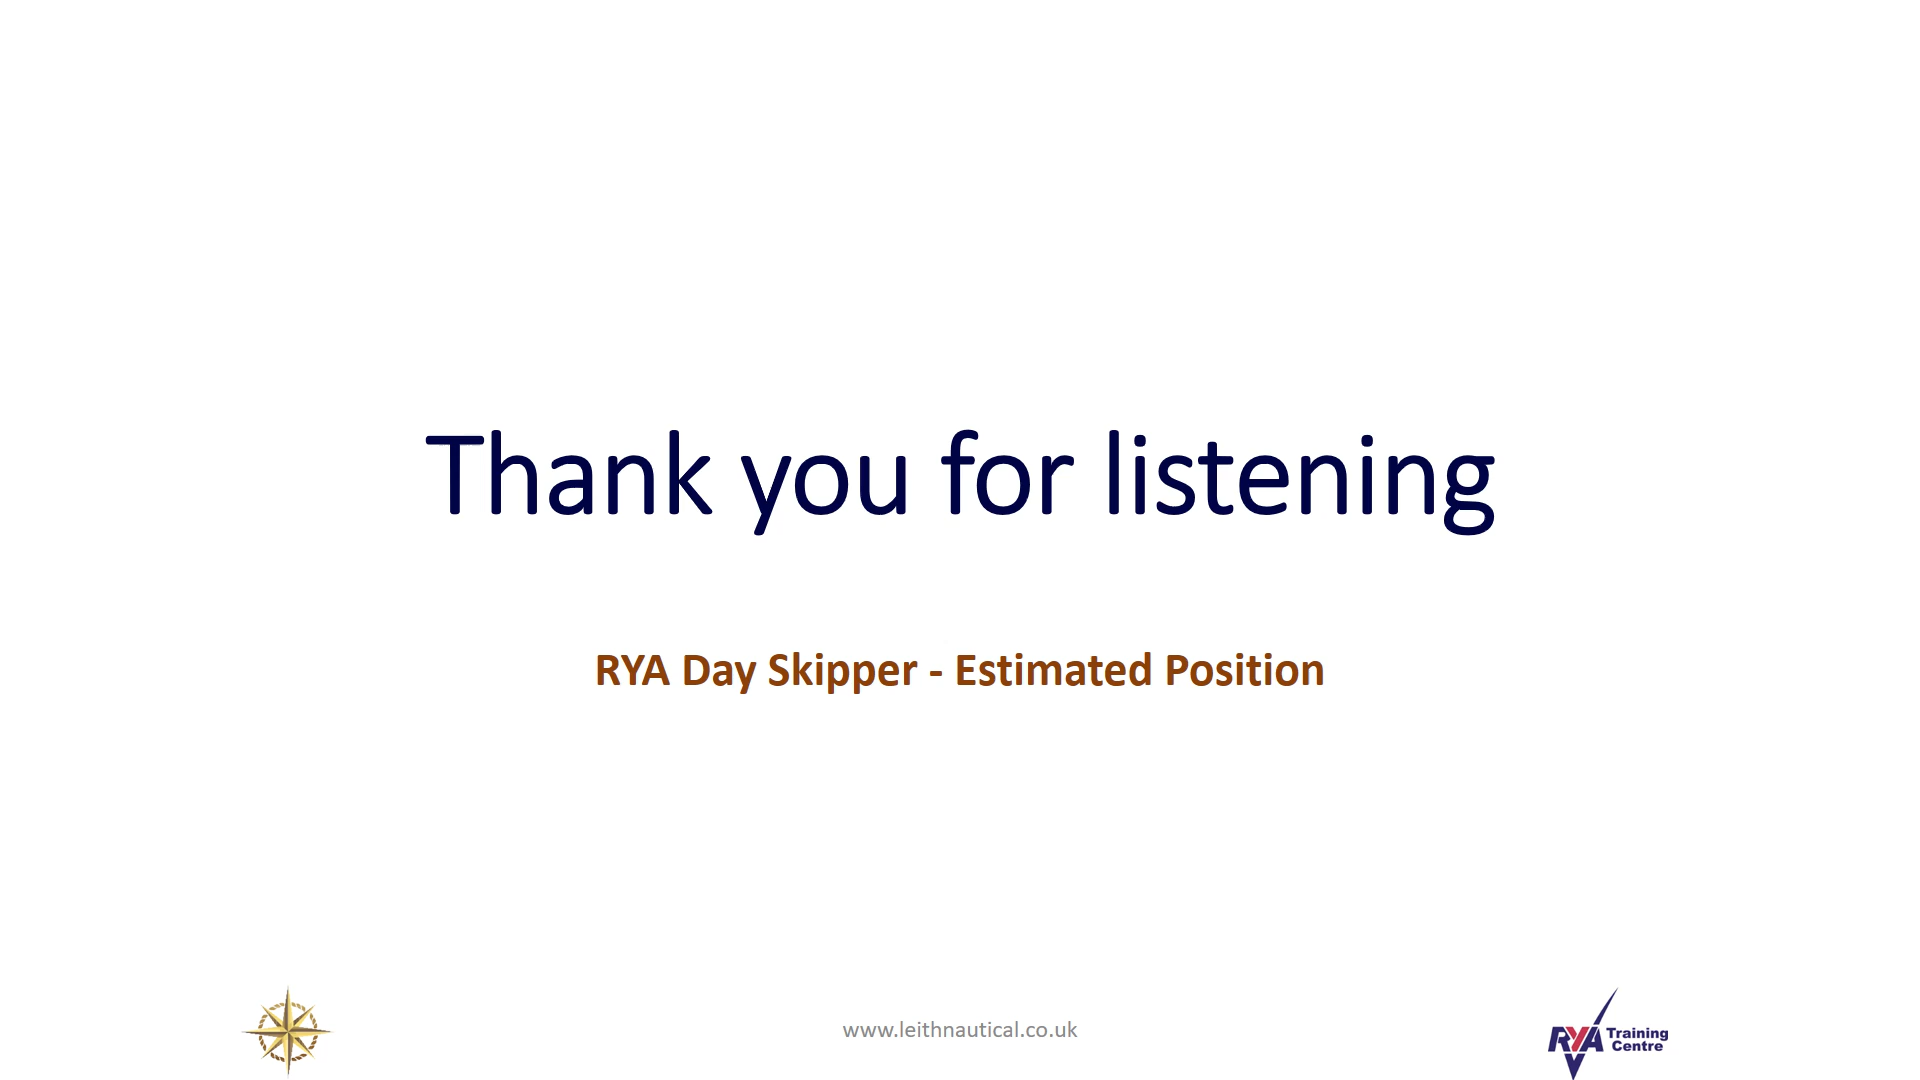 Thank you for listening
RYA Day Skipper - Estimated Position
www.leithnautical.co.uk
RYA Training
Centre